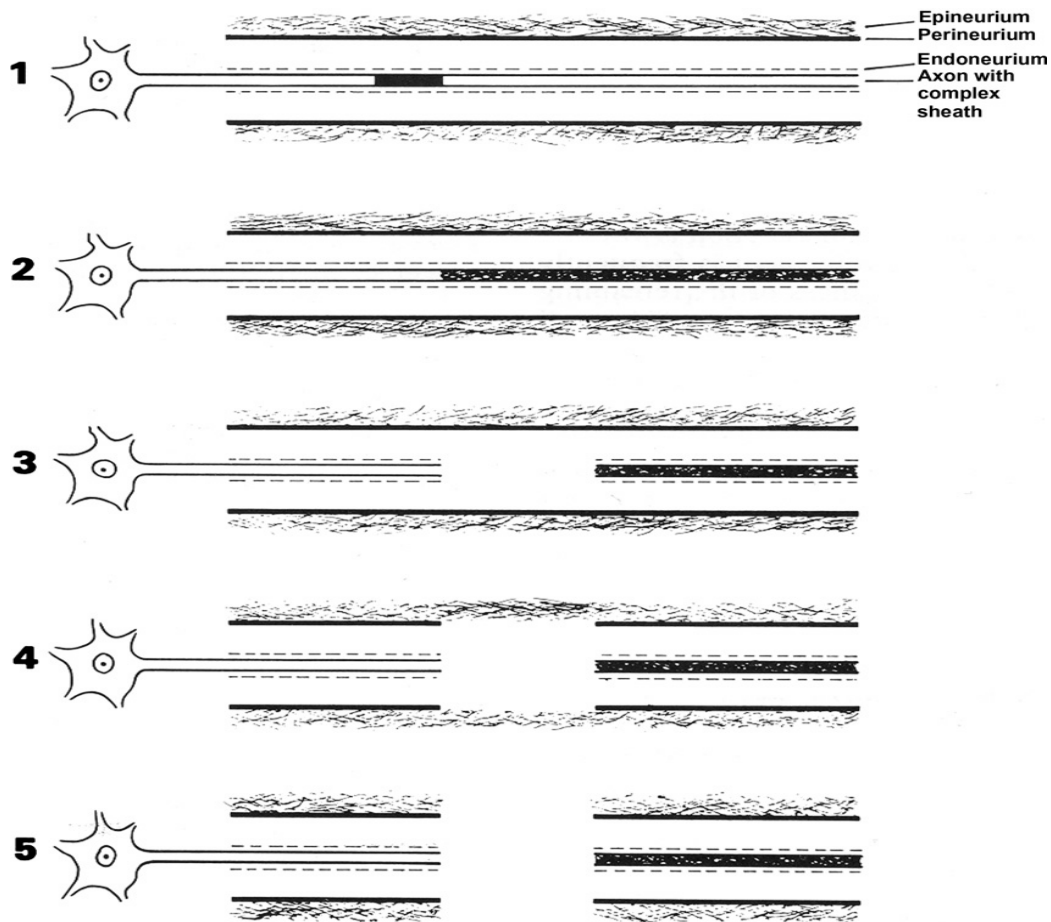 Epineurium
Perineurium
1
Endoneurium
Axon with
complex
sheath
2
3
4
5